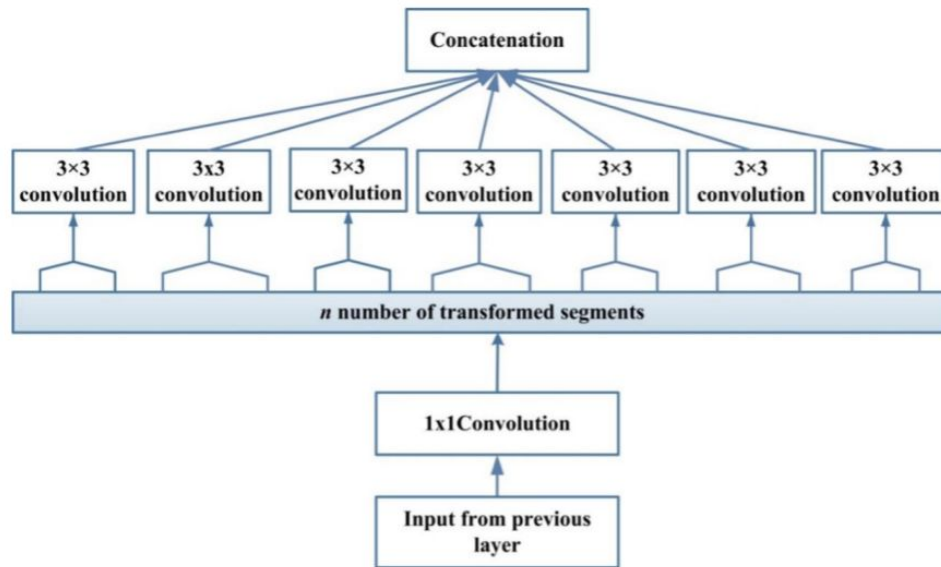 Concatenation
3×3 3x3 3×3 3×3 3×3 3×3 3×3
convolution convolution convolution convolution convolution convolution convolution
n number of transformed segments
1x1Convolution
Input from previous
layer